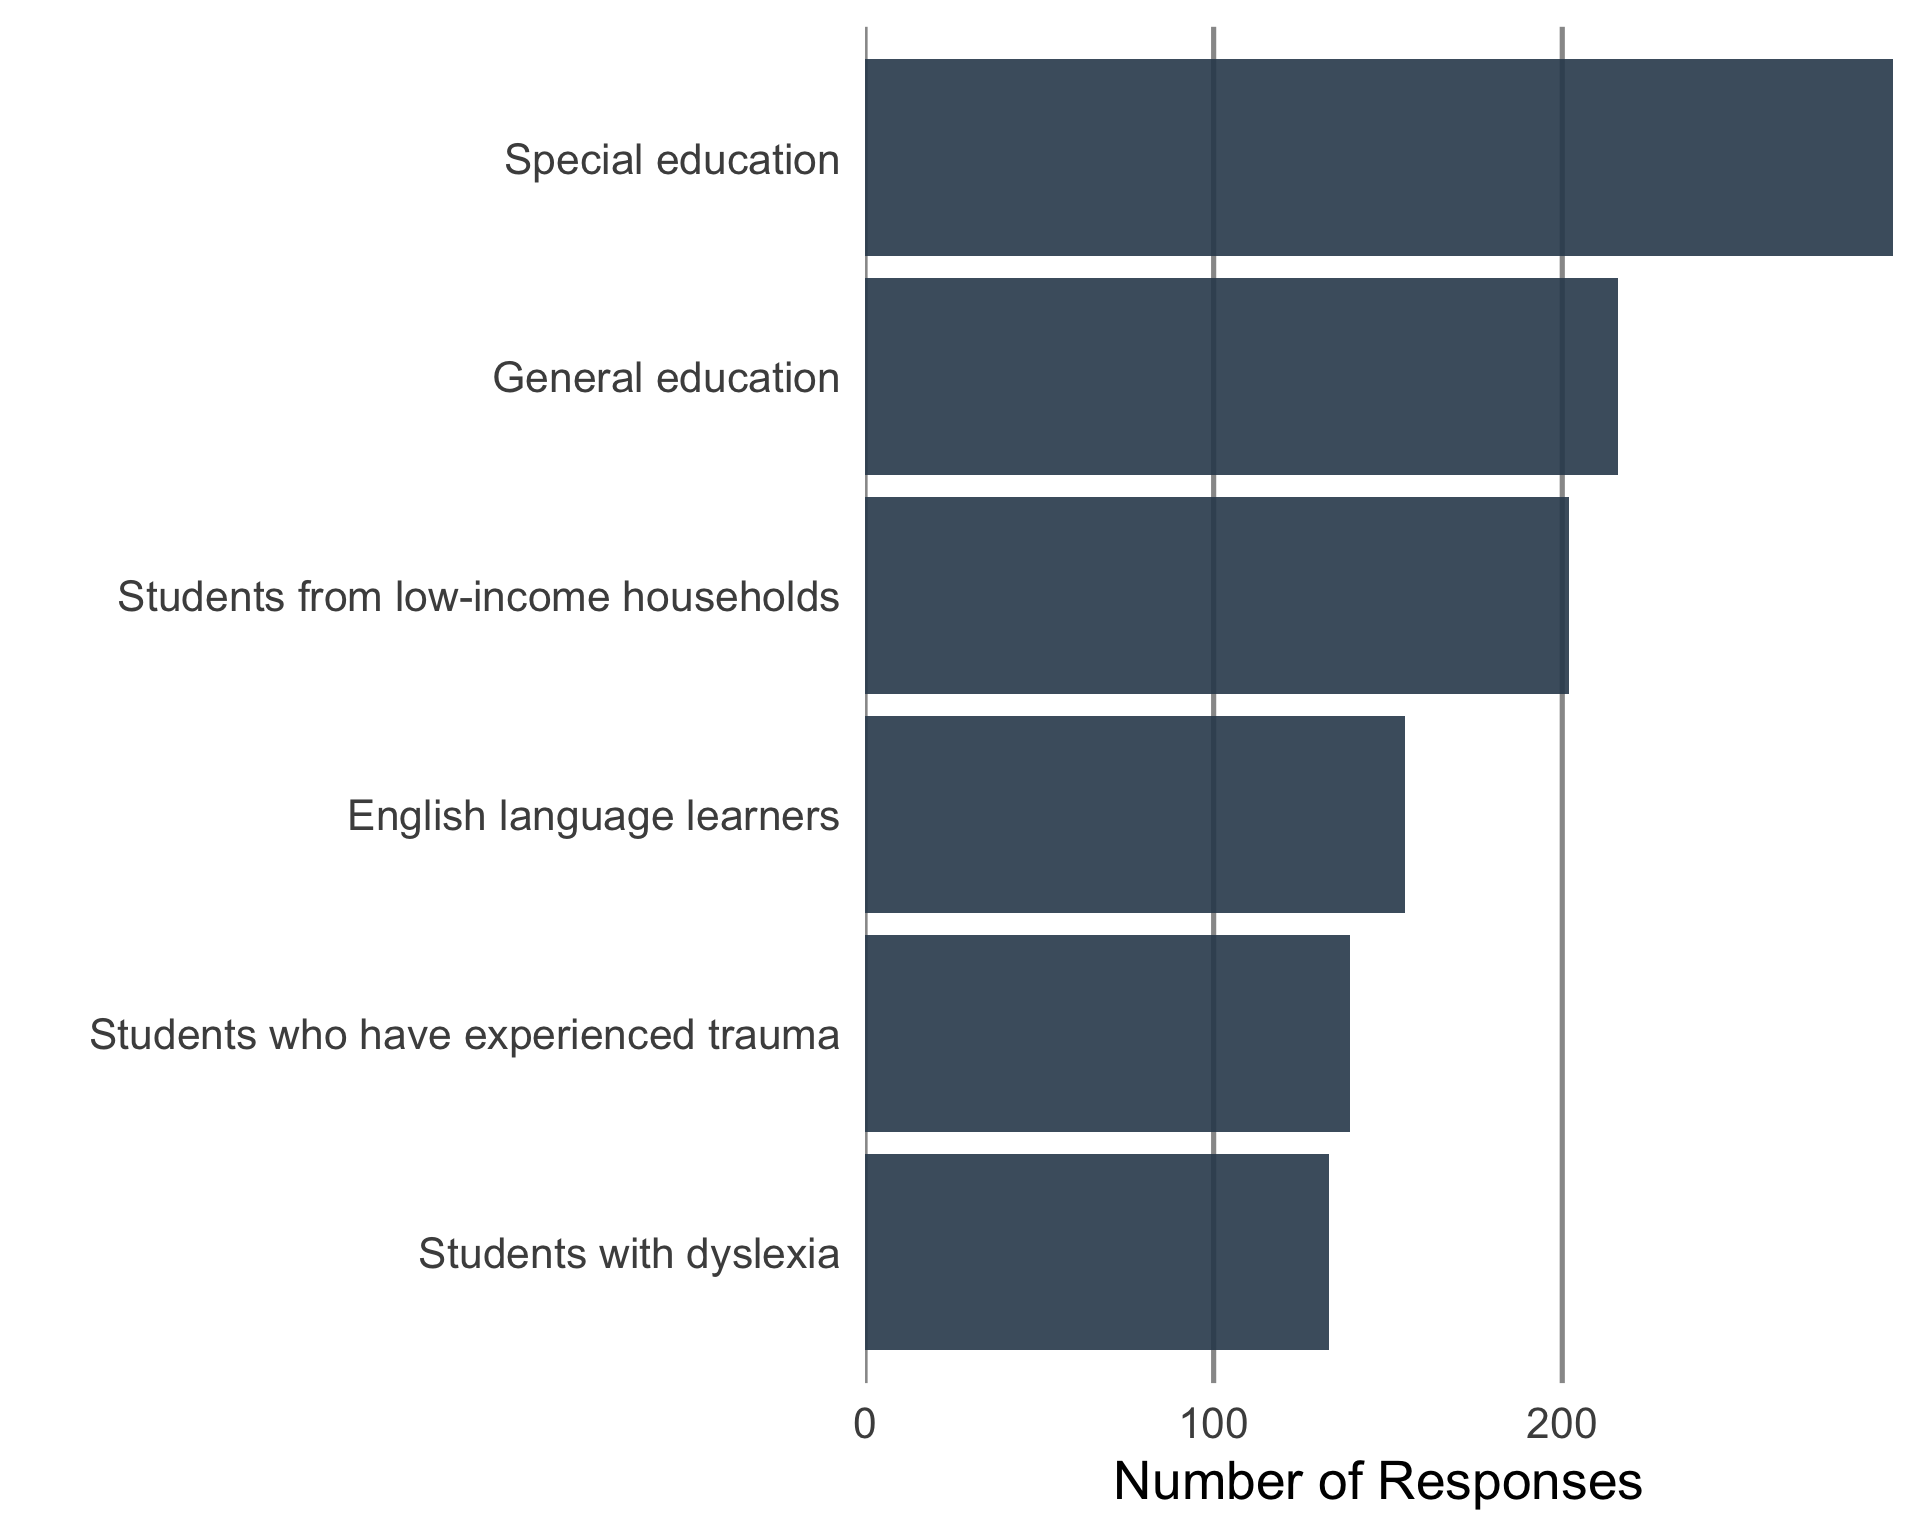 Special education
General education
Students from low-income households
English language learners
Students who have experienced trauma
Students with dyslexia
0 100 200
Number of Responses